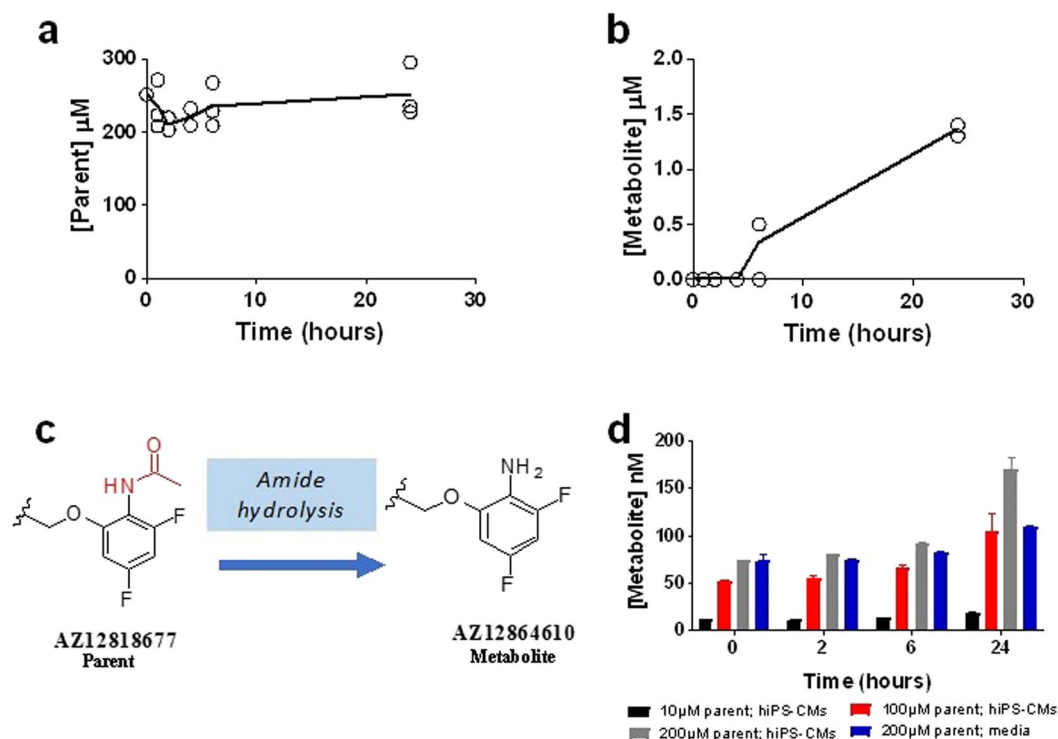 a
[Parent] µM
300
200
100
0
0 10 20 30
Time (hours)
b
[Metabolite] µM
2.0
1.5
1.0
0.5
0.0
0 10 20 30
Time (hours)
c
O
HN
O
F
F
AZ12818677
Parent
Amide
hydrolysis
NH2
O
F
F
AZ12864610
Metabolite
d
[Metabolite] nM
200
150
100
50
0
0 2 6 24
Time (hours)
10µM parent; hiPS-CMs
100µM parent; hiPS-CMs
200µM parent; hiPS-CMs
200µM parent; media